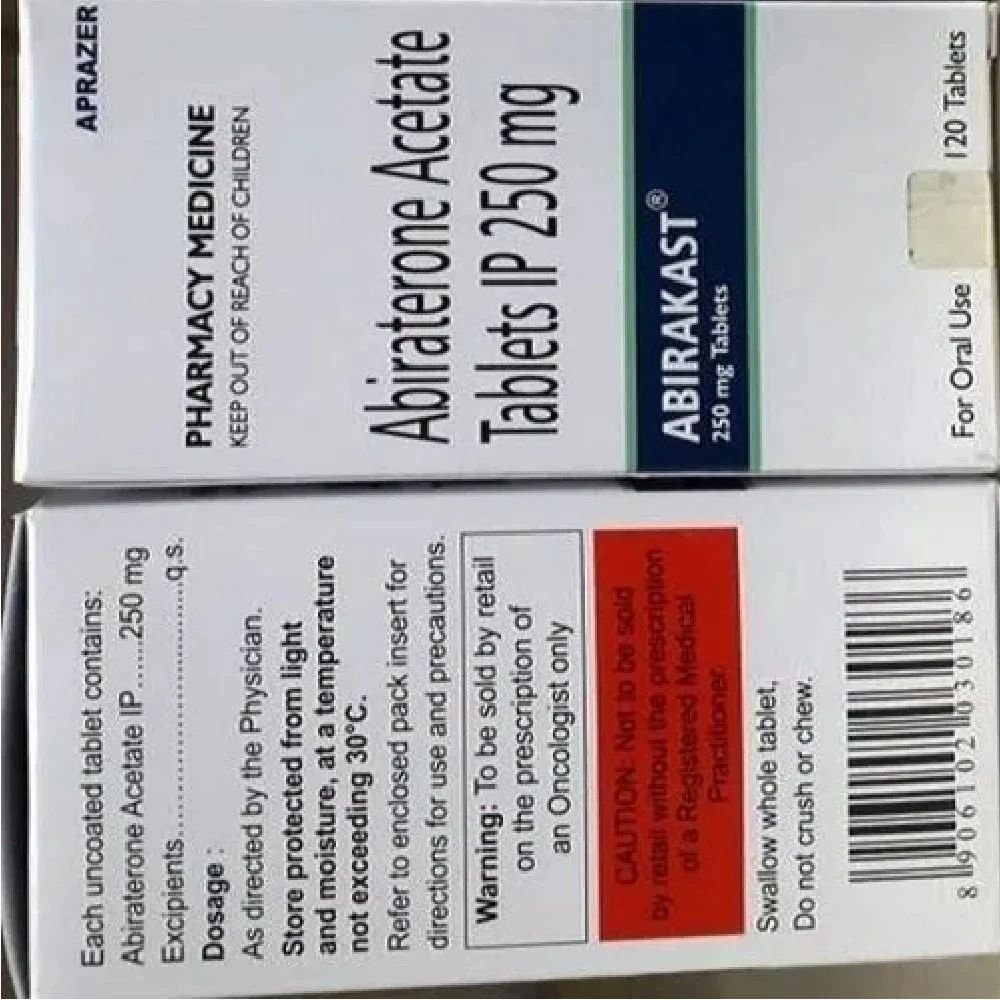 APRAZER
PHARMACY MEDICINE
KEEP OUT OF REACH OF CHILDREN
Abiraterone Acetate
Tablets IP 250 mg
ABIRAKAST®
250 mg Tablets
For Oral Use 120 Tablets
Each uncoated tablet contains:
Abiraterone Acetate IP.......250 mg
Excipients..................................q.s.
Dosage :
As directed by the Physician.
Store protected from light
and moisture, at a temperature
not exceeding 30°C.
Refer to enclosed pack insert for
directions for use and precautions.
Warning: To be sold by retail
on the prescription of
an Oncologist only
CAUTION: Not to be sold
by retail without the prescription
of a Registered Medical
Practitioner.
Swallow whole tablet,
Do not crush or chew.
8 906102 030186